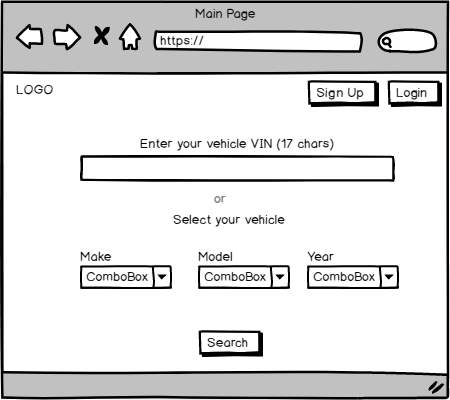 Main Page
https://
LOGO
Sign Up
Login
Enter your vehicle VIN (17 chars)
or
Select your vehicle
Make
Model
Year
ComboBox
ComboBox
ComboBox
Search